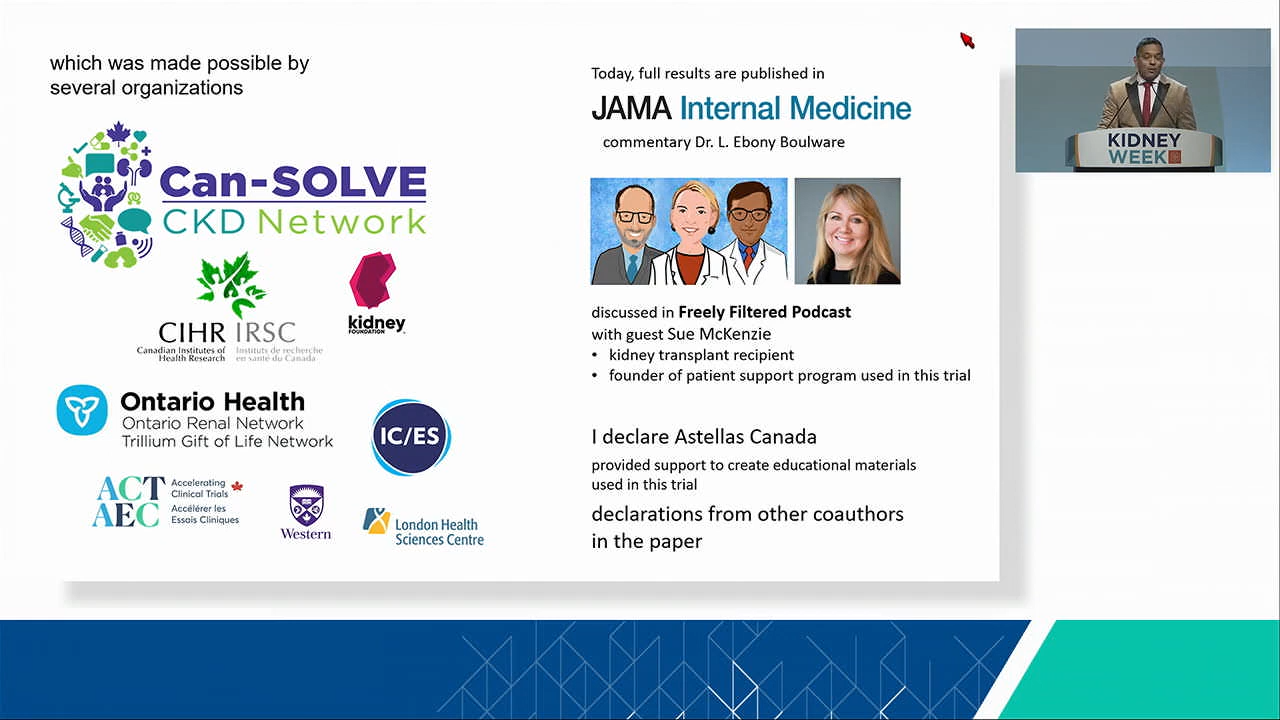 which was made possible by
several organizations
Can-SOLVE
CKD Network
CIHR IRSC
Canadian Institutes of Health Research
Instituts de recherche en santé du Canada
kidney
FOUNDATION
Ontario Health
Ontario Renal Network
Trillium Gift of Life Network
IC/ES
ACT
AEC
Accelerating
Clinical Trials
Accélérer les
Essais Cliniques
Western
London Health
Sciences Centre
Today, full results are published in
JAMA Internal Medicine
commentary Dr. L. Ebony Boulware
discussed in Freely Filtered Podcast
with guest Sue McKenzie
• kidney transplant recipient
• founder of patient support program used in this trial
I declare Astellas Canada
provided support to create educational materials
used in this trial
declarations from other coauthors
in the paper
KIDNEY
WEEK